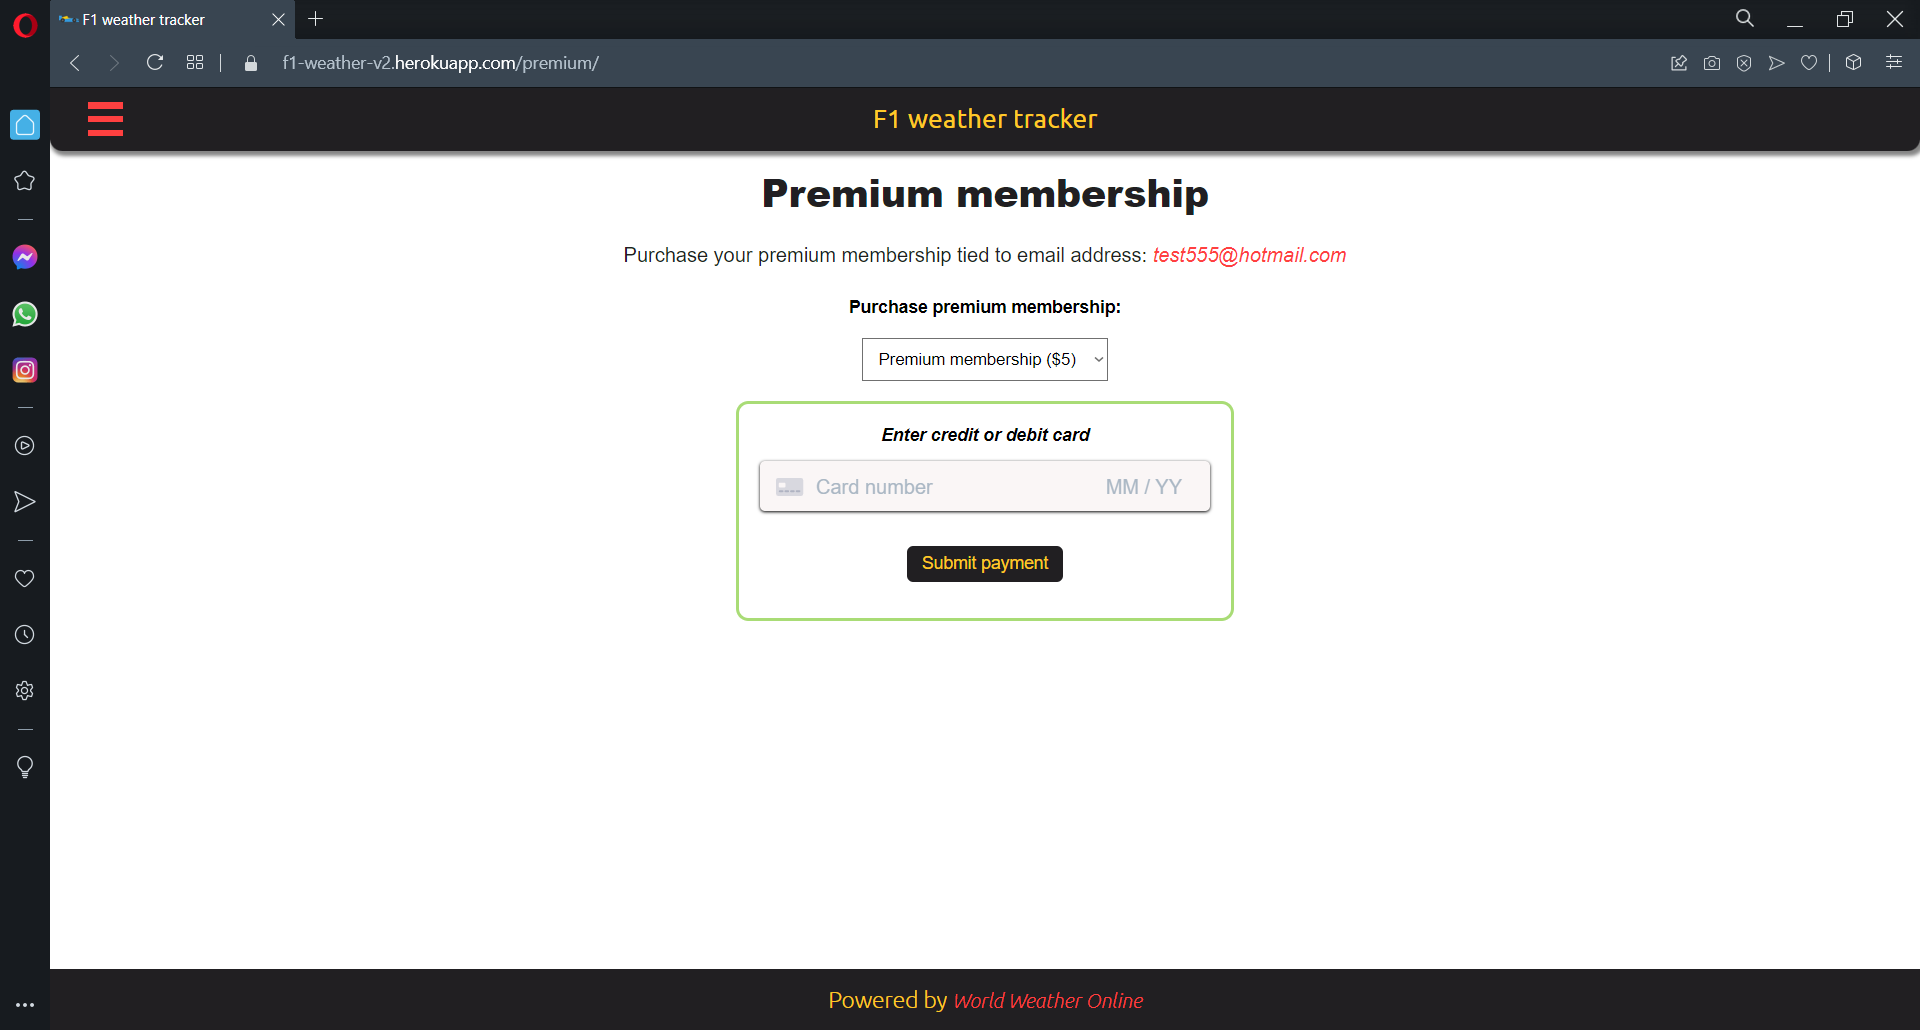 F1 weather tracker
f1-weather-v2.herokuapp.com/premium/
F1 weather tracker
Premium membership
Purchase your premium membership tied to email address: test555@hotmail.com
Purchase premium membership:
Premium membership ($5)
Enter credit or debit card
Card number MM / YY
Submit payment
Powered by World Weather Online